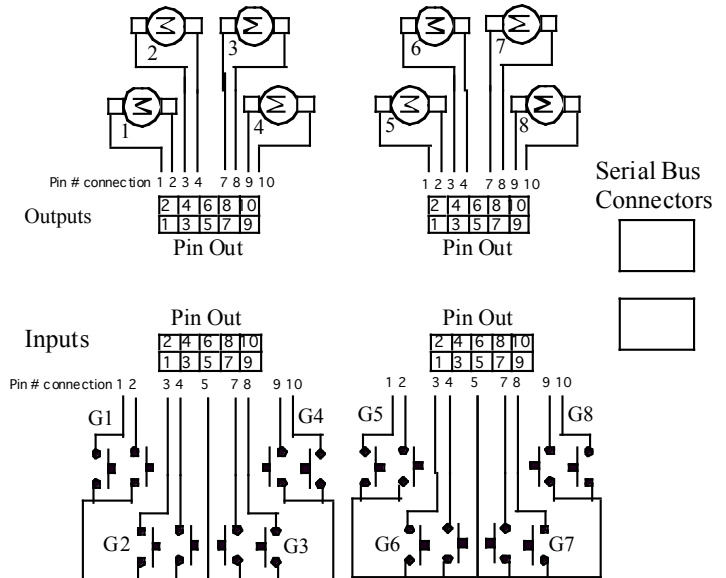 2 3 6 7
1 4 5 8
Serial Bus
Connectors
Pin # connection 1 2 3 4 7 8 9 10 1 2 3 4 7 8 9 10
Outputs
2 4 6 8 10 2 4 6 8 10
1 3 5 7 9 1 3 5 7 9
Pin Out Pin Out
Pin Out Pin Out
Inputs
2 4 6 8 10 2 4 6 8 10
1 3 5 7 9 1 3 5 7 9
Pin # connection 1 2 3 4 5 7 8 9 10 1 2 3 4 5 7 8 9 10
G1 G4 G5 G8
G2 G3 G6 G7